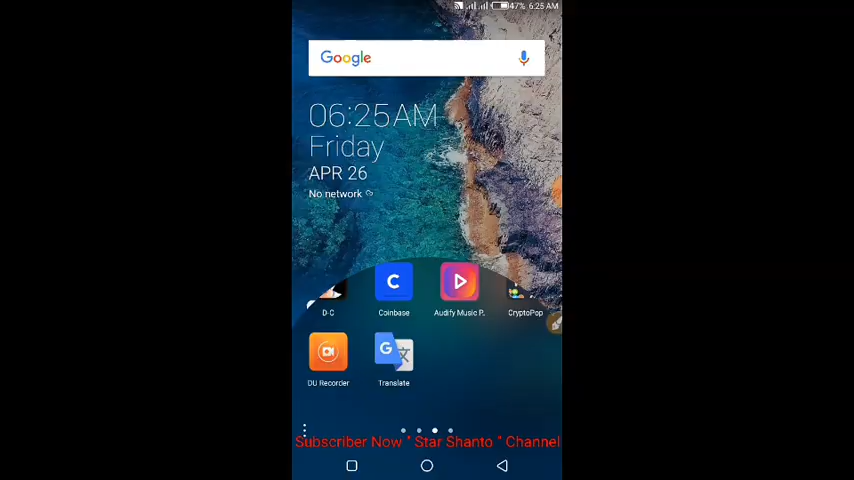 47% 6:25 AM
Google
06:25AM
Friday
APR 26
No network
D-C
Coinbase
Audify Music P..
CryptoPop
DU Recorder
Translate
Subscriber Now " Star Shanto " Channel